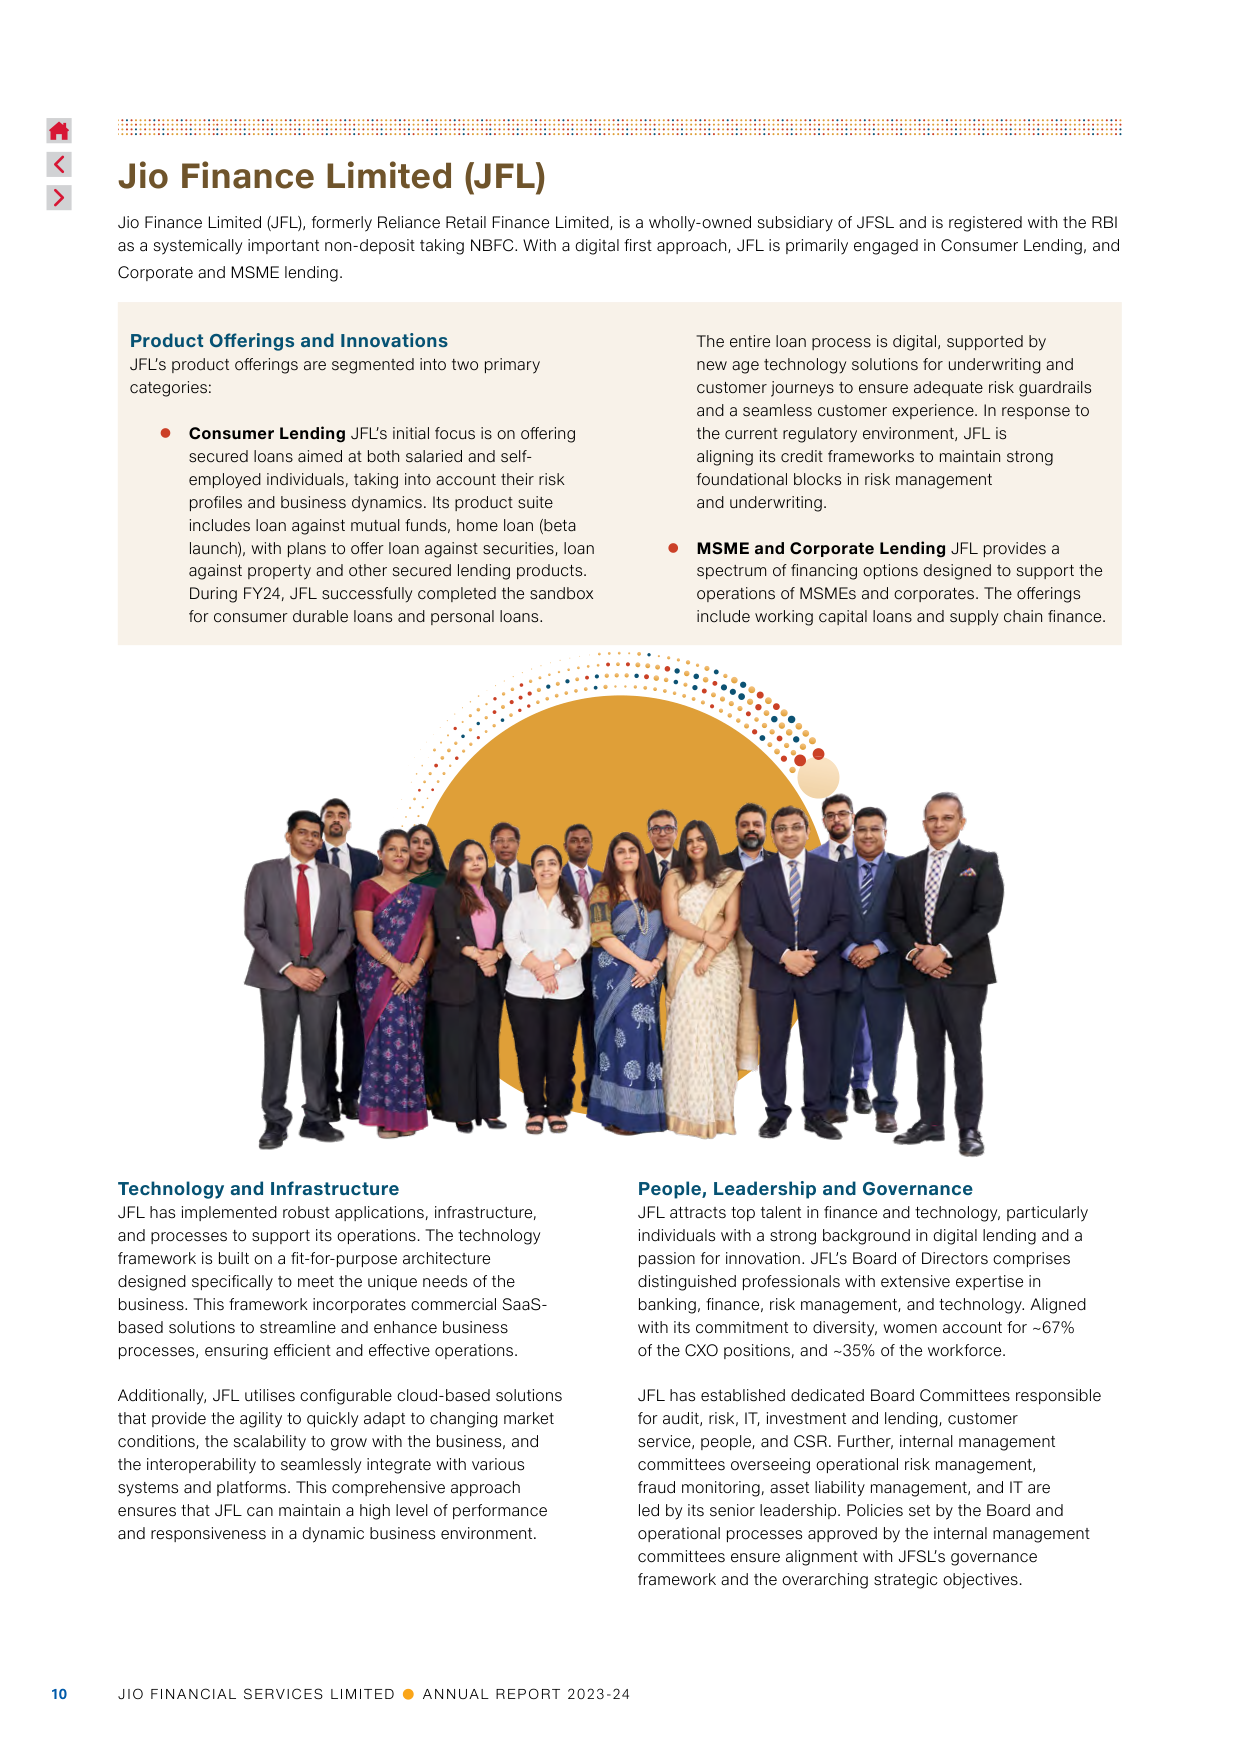 Jio Finance Limited (JFL)
Jio Finance Limited (JFL), formerly Reliance Retail Finance Limited, is a wholly-owned subsidiary of JFSL and is registered with the RBI
as a systemically important non-deposit taking NBFC. With a digital first approach, JFL is primarily engaged in Consumer Lending, and
Corporate and MSME lending.
Product Offerings and Innovations
JFL’s product offerings are segmented into two primary
categories:
● Consumer Lending JFL’s initial focus is on offering
secured loans aimed at both salaried and self-
employed individuals, taking into account their risk
profiles and business dynamics. Its product suite
includes loan against mutual funds, home loan (beta
launch), with plans to offer loan against securities, loan
against property and other secured lending products.
During FY24, JFL successfully completed the sandbox
for consumer durable loans and personal loans.
The entire loan process is digital, supported by
new age technology solutions for underwriting and
customer journeys to ensure adequate risk guardrails
and a seamless customer experience. In response to
the current regulatory environment, JFL is
aligning its credit frameworks to maintain strong
foundational blocks in risk management
and underwriting.
● MSME and Corporate Lending JFL provides a
spectrum of financing options designed to support the
operations of MSMEs and corporates. The offerings
include working capital loans and supply chain finance.
Technology and Infrastructure
JFL has implemented robust applications, infrastructure,
and processes to support its operations. The technology
framework is built on a fit-for-purpose architecture
designed specifically to meet the unique needs of the
business. This framework incorporates commercial SaaS-
based solutions to streamline and enhance business
processes, ensuring efficient and effective operations.
Additionally, JFL utilises configurable cloud-based solutions
that provide the agility to quickly adapt to changing market
conditions, the scalability to grow with the business, and
the interoperability to seamlessly integrate with various
systems and platforms. This comprehensive approach
ensures that JFL can maintain a high level of performance
and responsiveness in a dynamic business environment.
People, Leadership and Governance
JFL attracts top talent in finance and technology, particularly
individuals with a strong background in digital lending and a
passion for innovation. JFL’s Board of Directors comprises
distinguished professionals with extensive expertise in
banking, finance, risk management, and technology. Aligned
with its commitment to diversity, women account for ~67%
of the CXO positions, and ~35% of the workforce.
JFL has established dedicated Board Committees responsible
for audit, risk, IT, investment and lending, customer
service, people, and CSR. Further, internal management
committees overseeing operational risk management,
fraud monitoring, asset liability management, and IT are
led by its senior leadership. Policies set by the Board and
operational processes approved by the internal management
committees ensure alignment with JFSL’s governance
framework and the overarching strategic objectives.
10 JIO FINANCIAL SERVICES LIMITED ● ANNUAL REPORT 2023-24